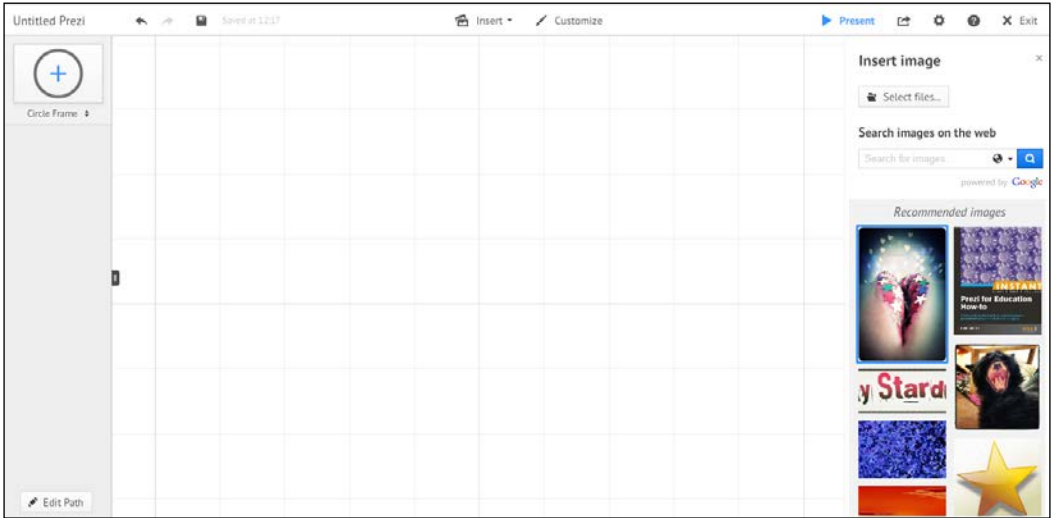 Untitled Prezi
Saved at 12:17
Insert
Customize
Present
Exit
Circle Frame
Edit Path
Insert image
Select files...
Search images on the web
Search for images...
powered by Google
Recommended images
INSTANT
Prezi for Education
How-to
y Stard